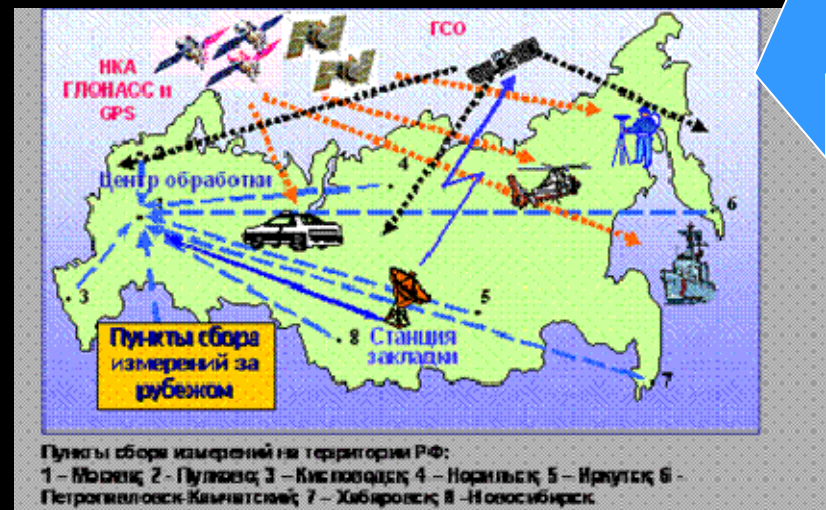 ГСО
НКА
ГЛОНАСС и
GPS
2
Центр обработки
4
1
6
3
5
8 Станция
закладки
Пункты сбора
измерений за
рубежом
7
Пункты сбора измерений на территории РФ:
1 – Москва; 2 - Пулково; 3 – Кисловодск; 4 – Норильск; 5 – Иркутск; 6 -
Петропавловск-Камчатский; 7 – Хабаровск; 8 –Новосибирск.